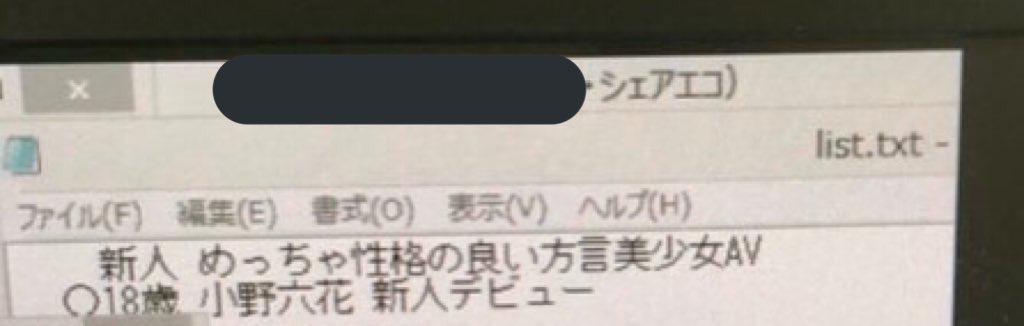 ×
・シェアエコ)
list.txt -
ファイル(F) 編集(E) 書式(O) 表示(V) ヘルプ(H)
新人 めっちゃ性格の良い方言美少女AV
○18歳 小野六花 新人デビュー